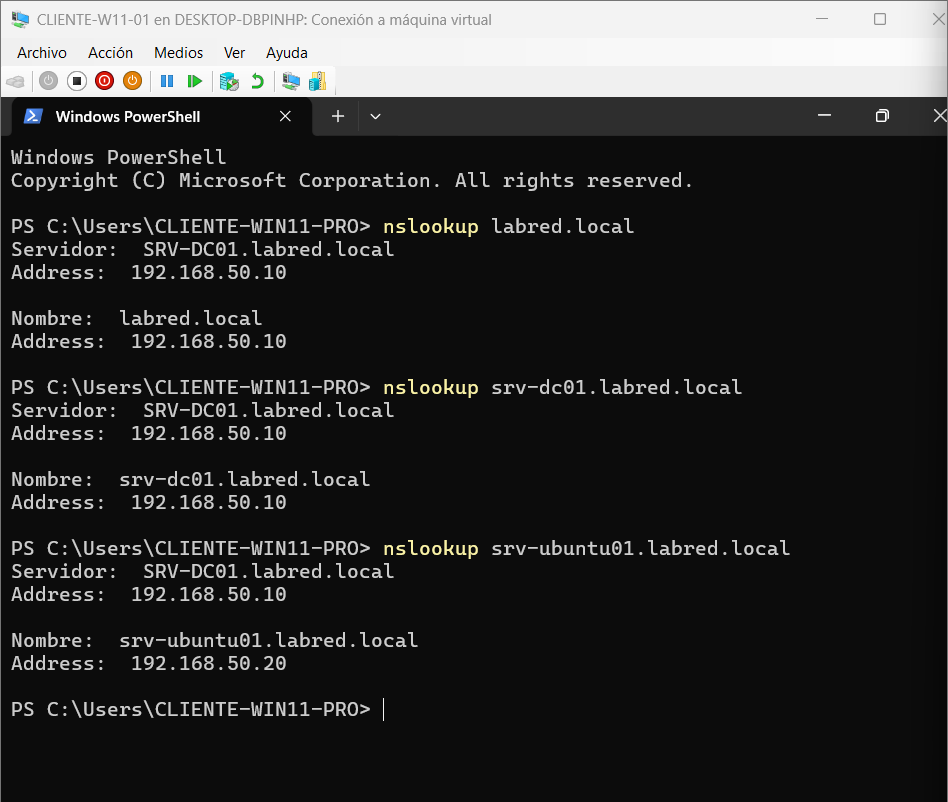 CLIENTE-W11-01 en DESKTOP-DBPINHP: Conexión a máquina virtual
Archivo Acción Medios Ver Ayuda
Windows PowerShell
Windows PowerShell
Copyright (C) Microsoft Corporation. All rights reserved.
PS C:\Users\CLIENTE-WIN11-PRO> nslookup labred.local
Servidor:  SRV-DC01.labred.local
Address:  192.168.50.10
Nombre:  labred.local
Address:  192.168.50.10
PS C:\Users\CLIENTE-WIN11-PRO> nslookup srv-dc01.labred.local
Servidor:  SRV-DC01.labred.local
Address:  192.168.50.10
Nombre:  srv-dc01.labred.local
Address:  192.168.50.10
PS C:\Users\CLIENTE-WIN11-PRO> nslookup srv-ubuntu01.labred.local
Servidor:  SRV-DC01.labred.local
Address:  192.168.50.10
Nombre:  srv-ubuntu01.labred.local
Address:  192.168.50.20
PS C:\Users\CLIENTE-WIN11-PRO>